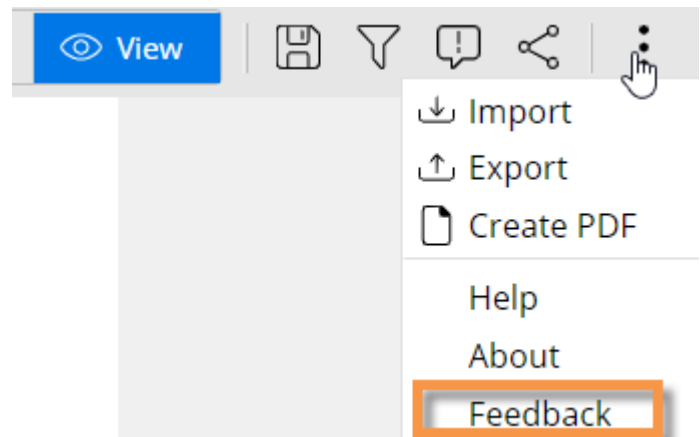 View
Import
Export
Create PDF
Help
About
Feedback